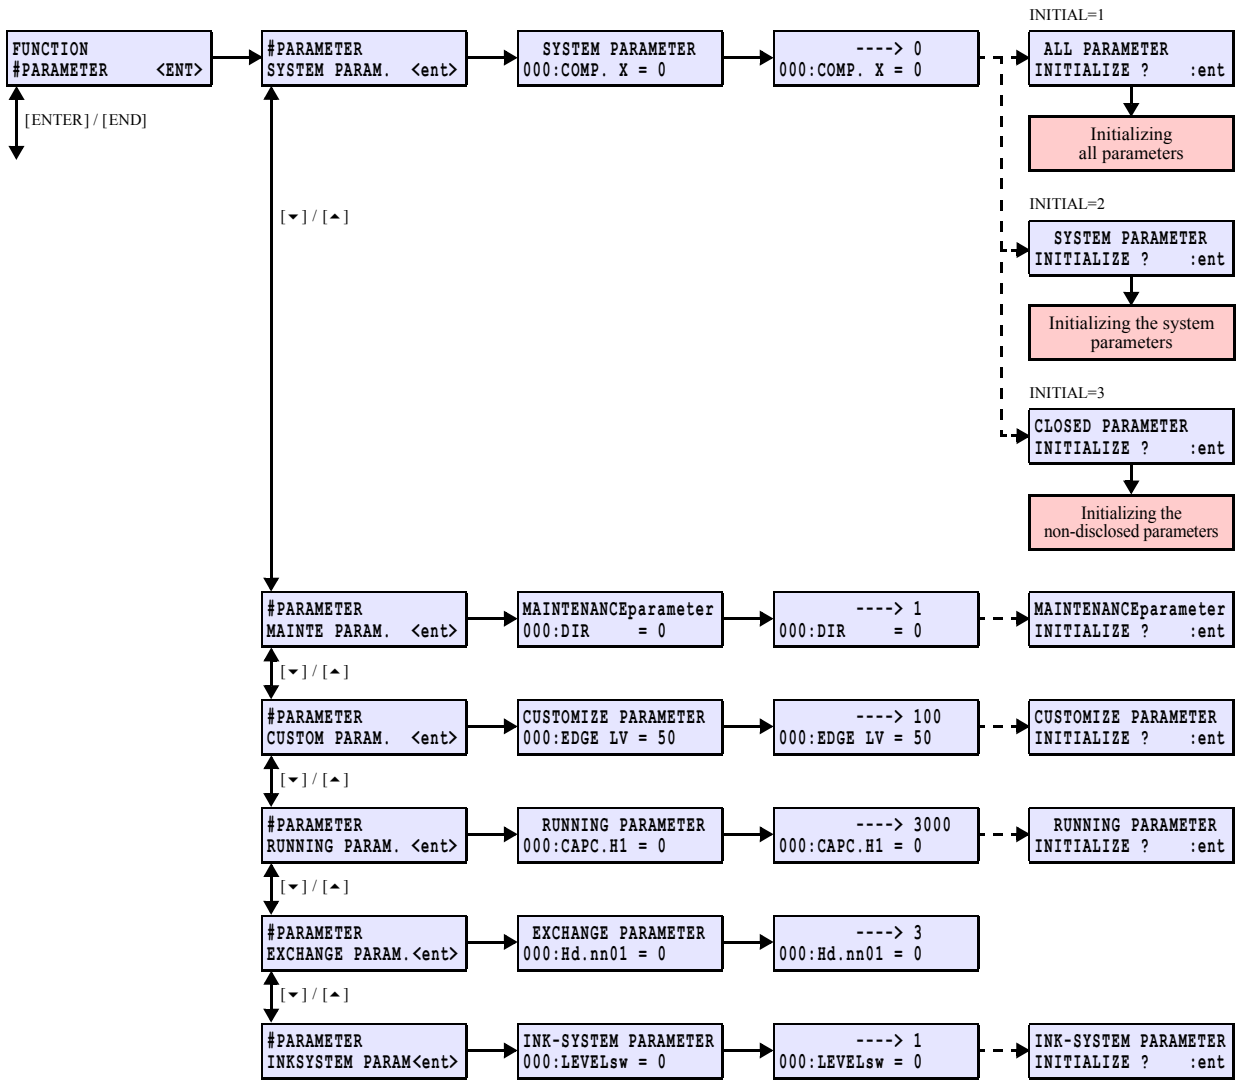 INITIAL=1
FUNCTION
#PARAMETER <ENT>
#PARAMETER
SYSTEM PARAM. <ent>
SYSTEM PARAMETER
000:COMP. X = 0
----> 0
000:COMP. X = 0
ALL PARAMETER
INITIALIZE ? :ent
[ENTER] / [END]
Initializing
all parameters
[▼] / [▲]
INITIAL=2
SYSTEM PARAMETER
INITIALIZE ? :ent
Initializing the system
parameters
INITIAL=3
CLOSED PARAMETER
INITIALIZE ? :ent
Initializing the
non-disclosed parameters
#PARAMETER
MAINTE PARAM. <ent>
MAINTENANCEparameter
000:DIR = 0
----> 1
000:DIR = 0
MAINTENANCEparameter
INITIALIZE ? :ent
[▼] / [▲]
#PARAMETER
CUSTOM PARAM. <ent>
CUSTOMIZE PARAMETER
000:EDGE LV = 50
----> 100
000:EDGE LV = 50
CUSTOMIZE PARAMETER
INITIALIZE ? :ent
[▼] / [▲]
#PARAMETER
RUNNING PARAM. <ent>
RUNNING PARAMETER
000:CAPC.H1 = 0
----> 3000
000:CAPC.H1 = 0
RUNNING PARAMETER
INITIALIZE ? :ent
[▼] / [▲]
#PARAMETER
EXCHANGE PARAM.<ent>
EXCHANGE PARAMETER
000:Hd.nn01 = 0
----> 3
000:Hd.nn01 = 0
[▼] / [▲]
#PARAMETER
INKSYSTEM PARAM<ent>
INK-SYSTEM PARAMETER
000:LEVELsw = 0
----> 1
000:LEVELsw = 0
INK-SYSTEM PARAMETER
INITIALIZE ? :ent